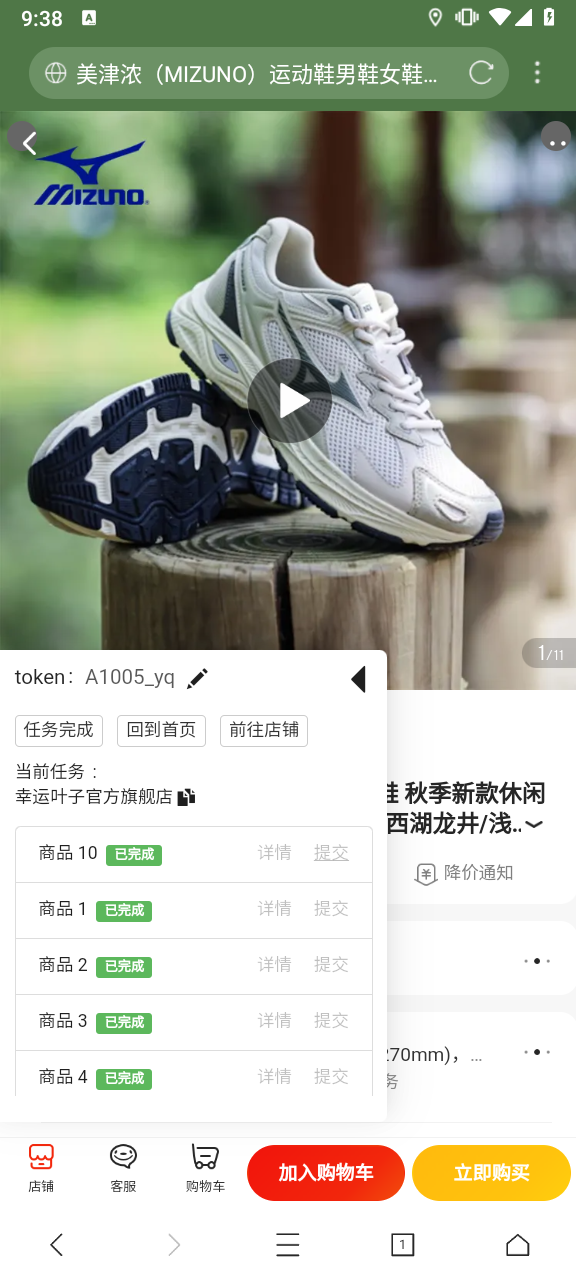 9:38
美津浓（MIZUNO）运动鞋男鞋女鞋...
MIZUNO
1/11
token： A1005_yq
任务完成 回到首页 前往店铺
当前任务 :
幸运叶子官方旗舰店
鞋 秋季新款休闲
西湖龙井/浅..
降价通知
商品 10 已完成 详情 提交
商品 1 已完成 详情 提交
商品 2 已完成 详情 提交
商品 3 已完成 详情 提交
270mm)，...
务
商品 4 已完成 详情 提交
店铺 客服 购物车 加入购物车 立即购买
1